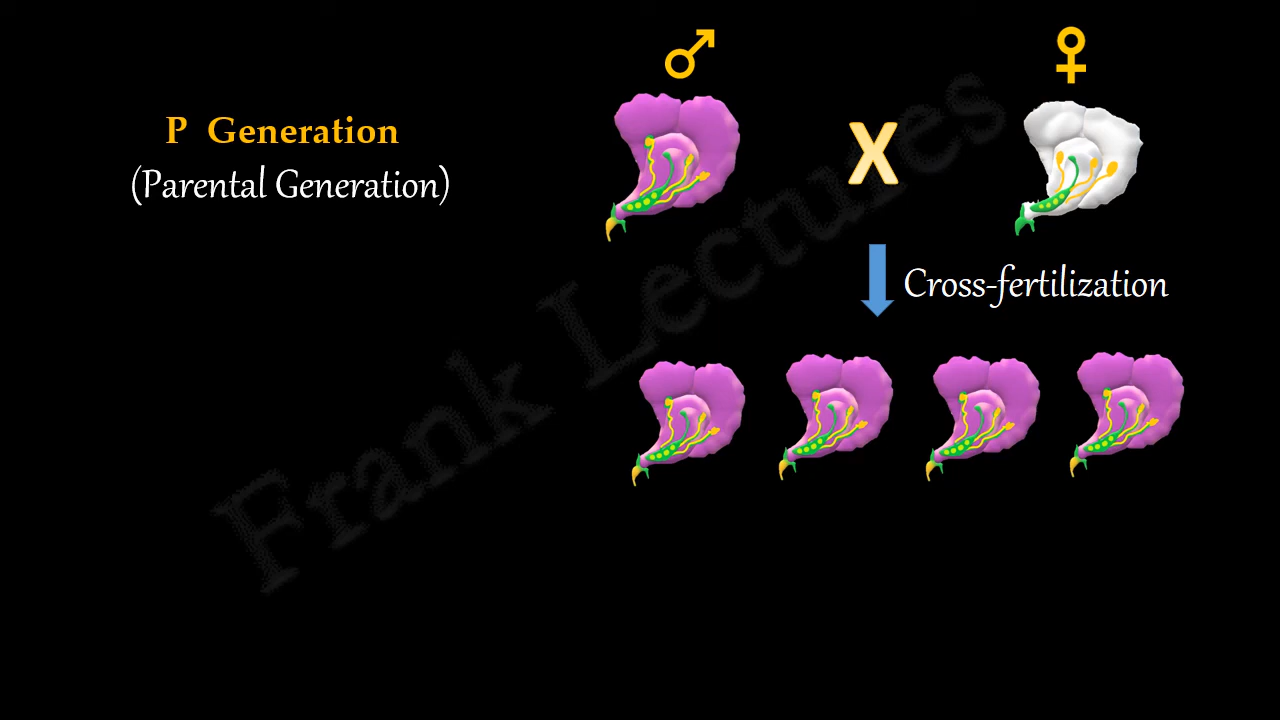 ♂ ♀
P Generation
X
(Parental Generation)
Cross-fertilization
Frank Lectures